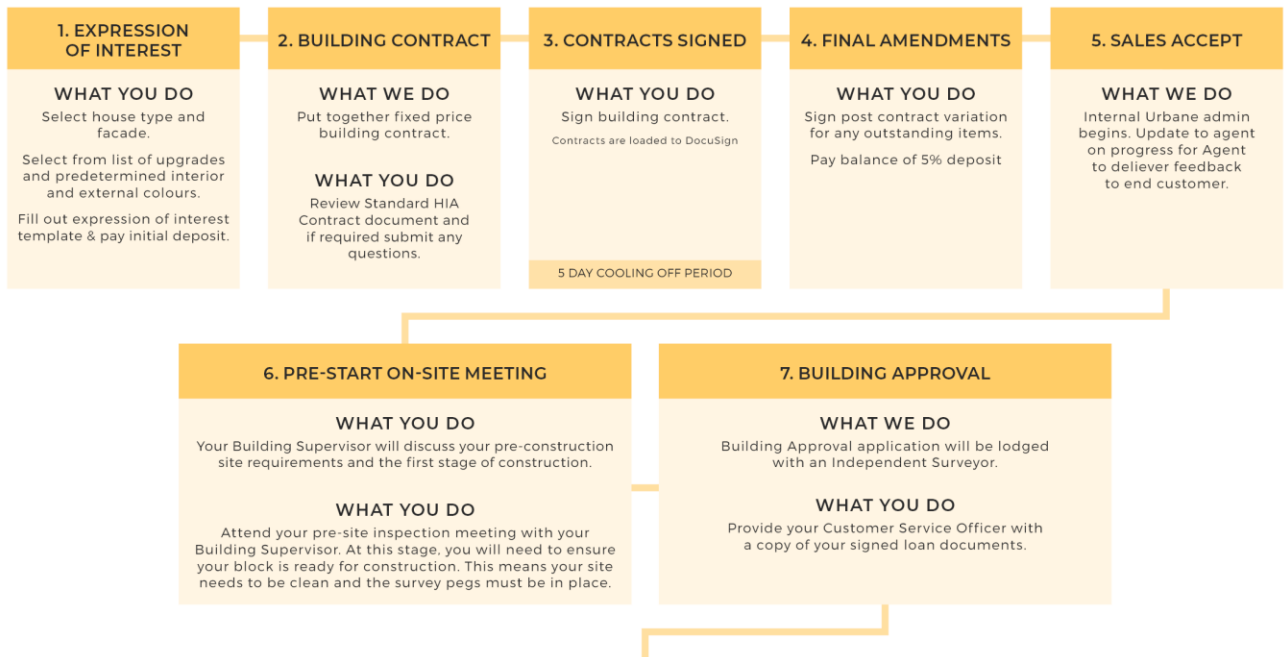 1. EXPRESSION
OF INTEREST
WHAT YOU DO
Select house type and
facade.
Select from list of upgrades
and predetermined interior
and external colours.
Fill out expression of interest
template & pay initial deposit.
2. BUILDING CONTRACT
WHAT WE DO
Put together fixed price
building contract.
WHAT YOU DO
Review Standard HIA
Contract document and
if required submit any
questions.
3. CONTRACTS SIGNED
WHAT YOU DO
Sign building contract.
Contracts are loaded to DocuSign
5 DAY COOLING OFF PERIOD
4. FINAL AMENDMENTS
WHAT YOU DO
Sign post contract variation
for any outstanding items.
Pay balance of 5% deposit
5. SALES ACCEPT
WHAT WE DO
Internal Urbane admin
begins. Update to agent
on progress for Agent
to deliever feedback
to end customer.
6. PRE-START ON-SITE MEETING
WHAT YOU DO
Your Building Supervisor will discuss your pre-construction
site requirements and the first stage of construction.
WHAT YOU DO
Attend your pre-site inspection meeting with your
Building Supervisor. At this stage, you will need to ensure
your block is ready for construction. This means your site
needs to be clean and the survey pegs must be in place.
7. BUILDING APPROVAL
WHAT WE DO
Building Approval application will be lodged
with an Independent Surveyor.
WHAT YOU DO
Provide your Customer Service Officer with
a copy of your signed loan documents.